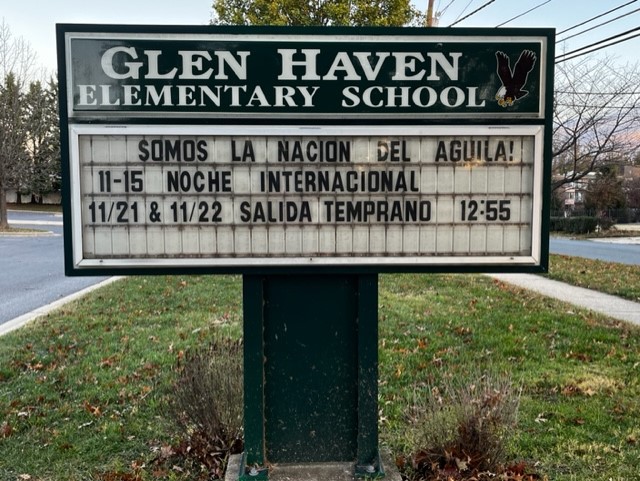 GLEN HAVEN
ELEMENTARY SCHOOL
SOMOS LA NACION DEL AGUILA!
11-15 NOCHE INTERNACIONAL
11/21 & 11/22 SALIDA TEMPRANO 12:55